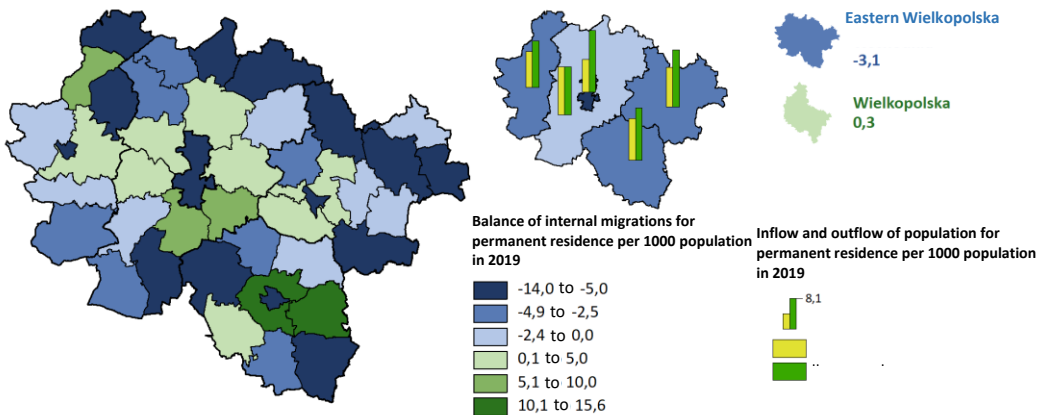 Eastern Wielkopolska
-3,1
Wielkopolska
0,3
Balance of internal migrations for
permanent residence per 1000 population
in 2019
-14,0 to -5,0
-4,9 to -2,5
-2,4 to 0,0
0,1 to 5,0
5,1 to 10,0
10,1 to 15,6
Inflow and outflow of population for
permanent residence per 1000 population
in 2019
8,1